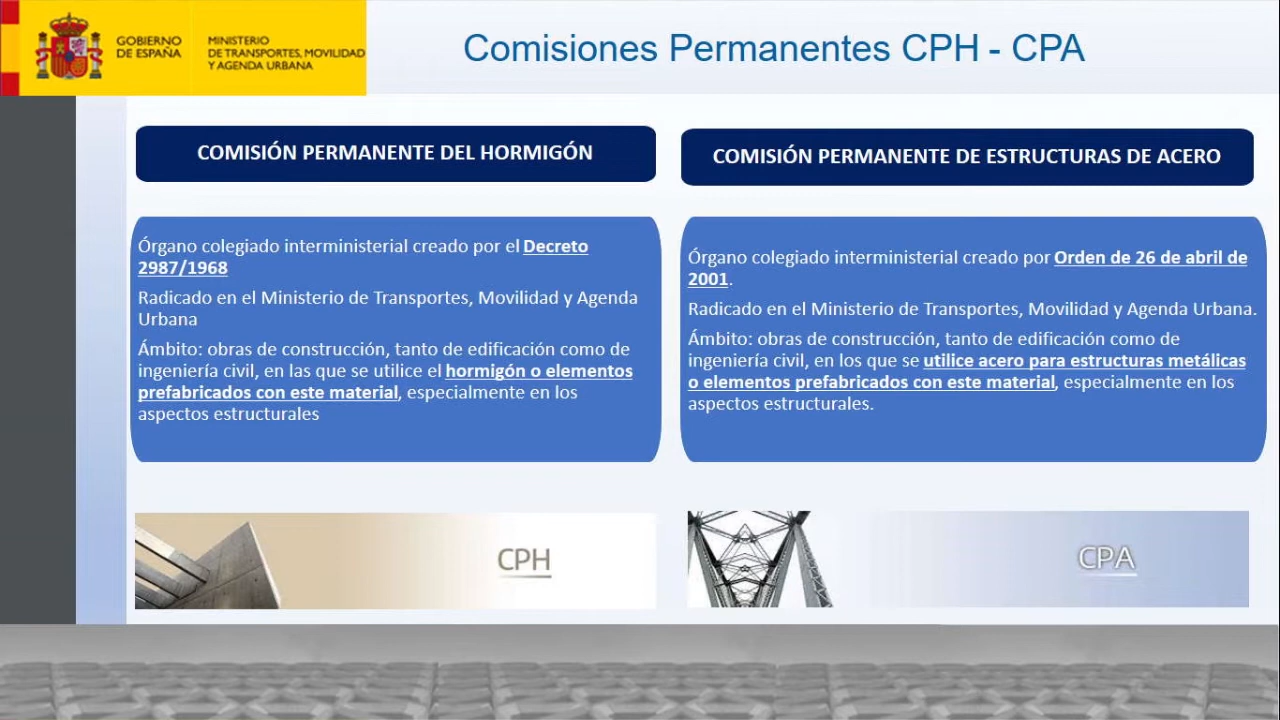 GOBIERNO
DE ESPAÑA
MINISTERIO
DE TRANSPORTES, MOVILIDAD
Y AGENDA URBANA
Comisiones Permanentes CPH - CPA
COMISIÓN PERMANENTE DEL HORMIGÓN
Órgano colegiado interministerial creado por el Decreto
2987/1968
Radicado en el Ministerio de Transportes, Movilidad y Agenda
Urbana
Ámbito: obras de construcción, tanto de edificación como de
ingeniería civil, en las que se utilice el hormigón o elementos
prefabricados con este material, especialmente en los
aspectos estructurales
CPH
COMISIÓN PERMANENTE DE ESTRUCTURAS DE ACERO
Órgano colegiado interministerial creado por Orden de 26 de abril de
2001.
Radicado en el Ministerio de Transportes, Movilidad y Agenda Urbana.
Ámbito: obras de construcción, tanto de edificación como de
ingeniería civil, en los que se utilice acero para estructuras metálicas
o elementos prefabricados con este material, especialmente en los
aspectos estructurales.
CPA